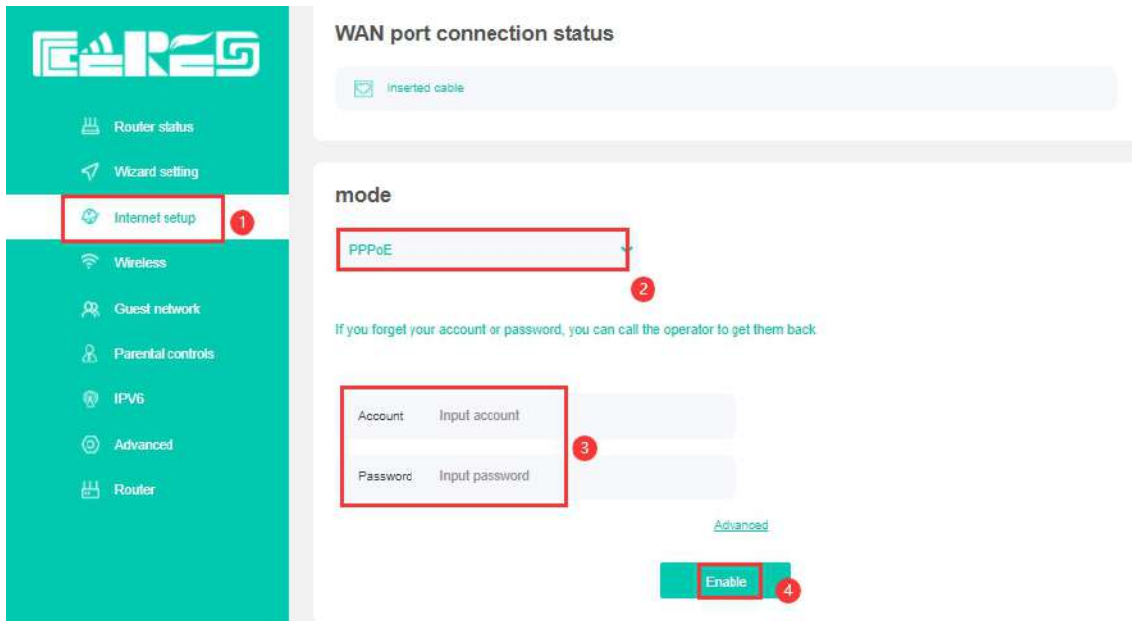 CARES
WAN port connection status
Inserted cable
Router status
Wizard setting
Internet setup
1
Wireless
Guest network
Parental controls
IPV6
Advanced
Router
mode
PPPoE
2
If you forget your account or password, you can call the operator to get them back
Account Input account
3
Password Input password
Advanced
Enable
4